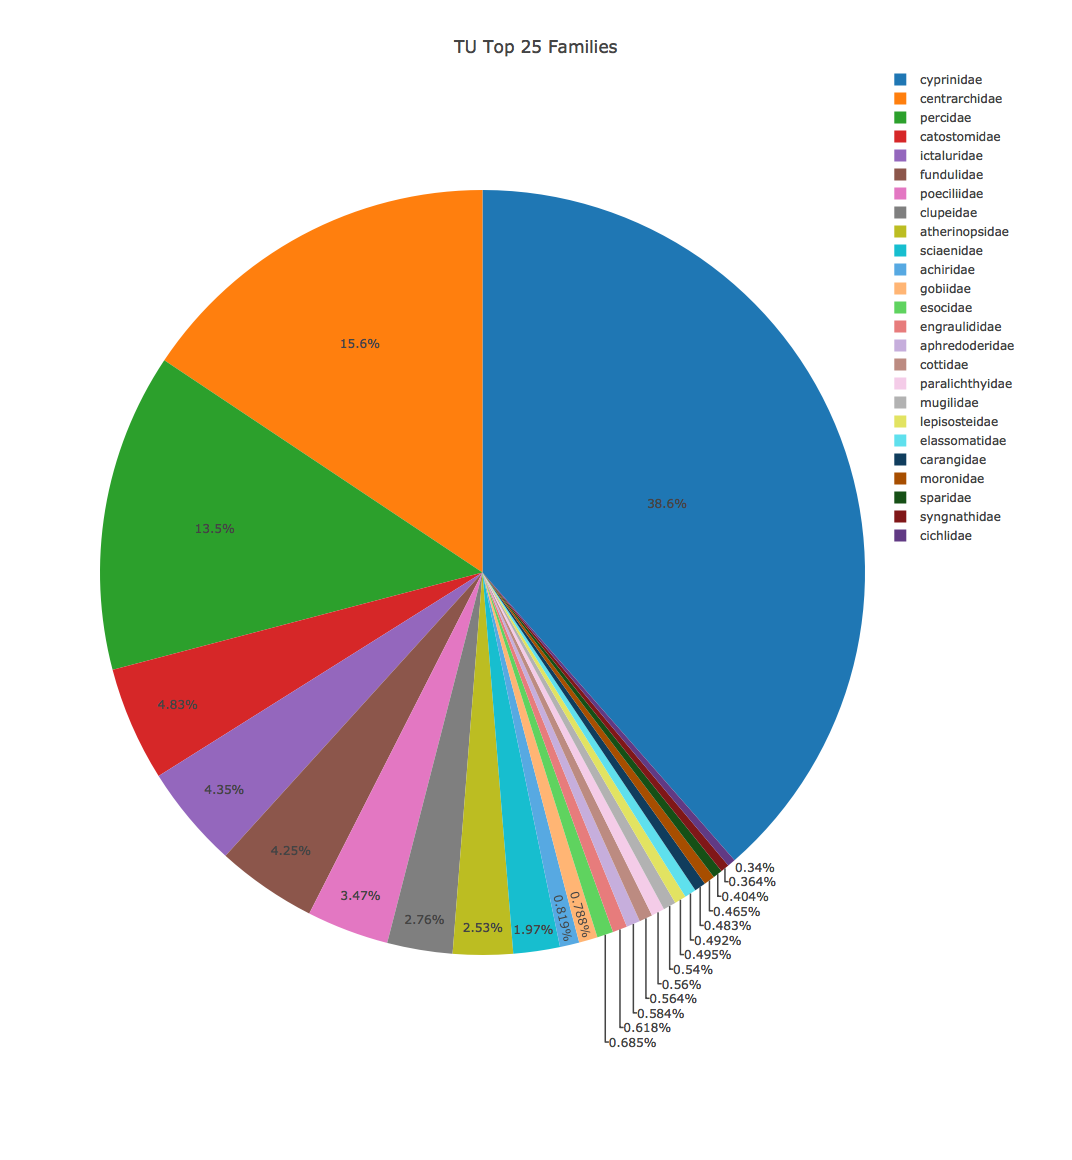 TU Top 25 Families
cyprinidae
centrarchidae
percidae
catostomidae
ictaluridae
fundulidae
poeciliidae
clupeidae
atherinopsidae
sciaenidae
achiridae
gobiidae
esocidae
engraulididae
aphredoderidae
cottidae
paralichthyidae
mugilidae
lepisosteidae
elassomatidae
carangidae
moronidae
sparidae
syngnathidae
cichlidae
38.6%
15.6%
13.5%
4.83%
4.35%
4.25%
3.47%
2.76%
2.53%
1.97%
0.819%
0.788%
0.685%
0.618%
0.584%
0.564%
0.56%
0.54%
0.495%
0.492%
0.483%
0.465%
0.404%
0.364%
0.34%